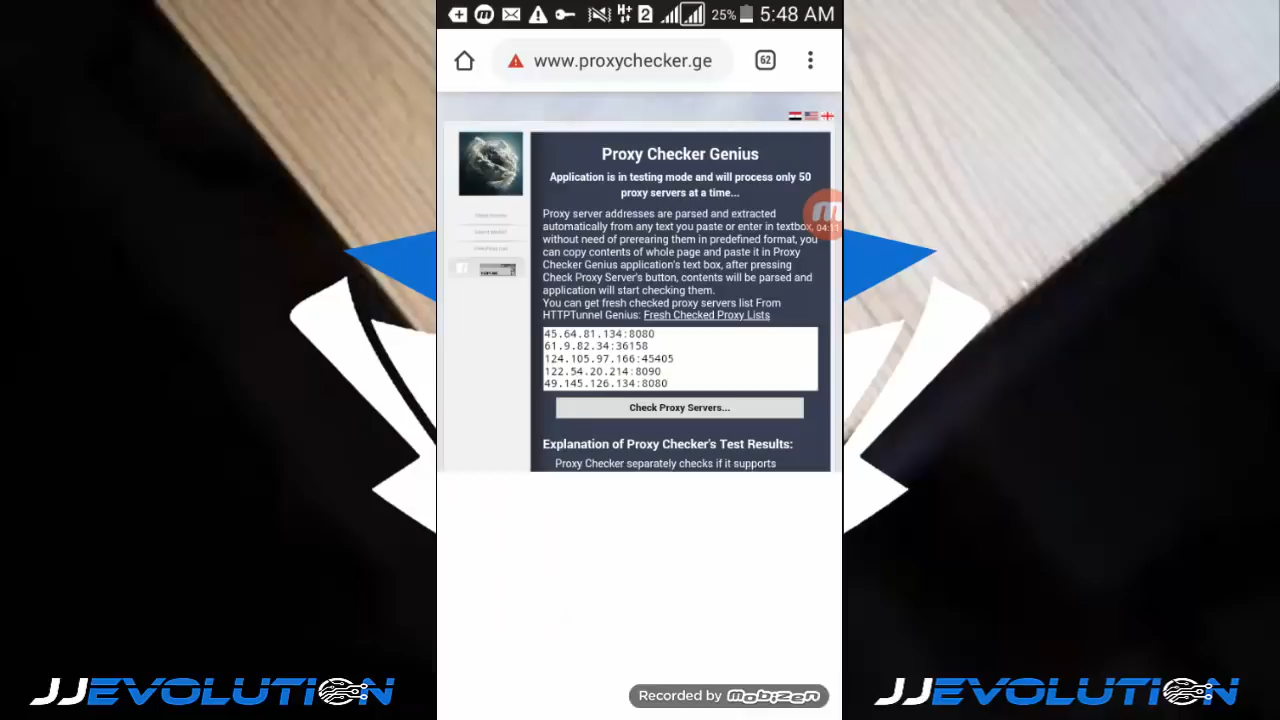 25% 5:48 AM
www.proxychecker.ge
62
Proxy Checker Genius
Application is in testing mode and will process only 50
proxy servers at a time...
Proxy server addresses are parsed and extracted
automatically from any text you paste or enter in textbox,
without need of prerearing them in predefined format, you
can copy contents of whole page and paste it in Proxy
Checker Genius application's text box, after pressing
Check Proxy Server's button, contents will be parsed and
application will start checking them.
You can get fresh checked proxy servers list From
HTTPTunnel Genius: Fresh Checked Proxy Lists
04:11
45.64.81.134:8080
61.9.82.34:36158
124.105.97.166:45405
122.54.20.214:8090
49.145.126.134:8080
Check Proxy Servers...
Explanation of Proxy Checker's Test Results:
Proxy Checker separately checks if it supports
JJEVOLUTION
Recorded by mobizen
JJEVOLUTION